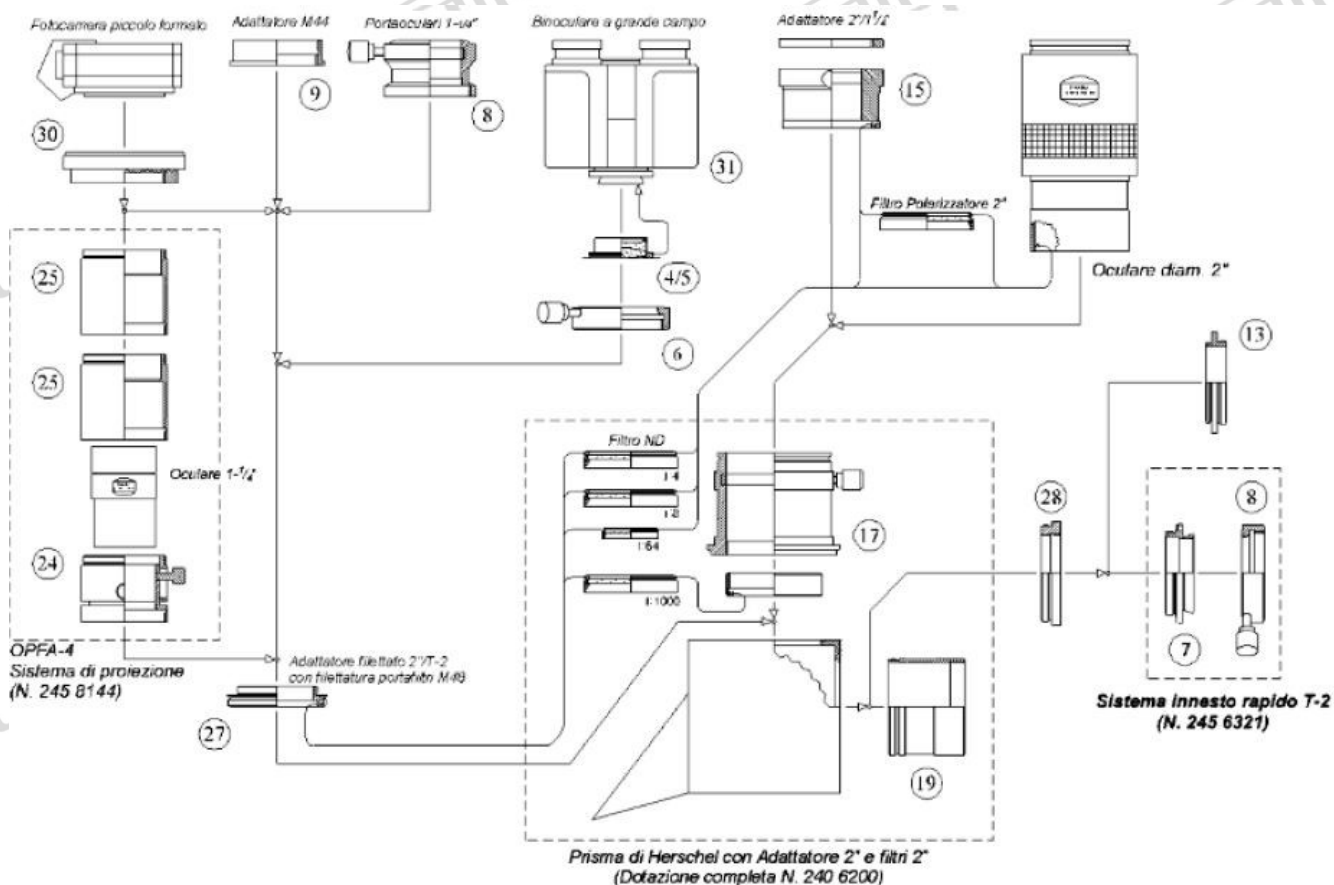 Fotocamera piccolo formato
Adattatore M44
Portaoculari 1-1/4"
Binoculare a grande campo
Adattatore 2"/1¹/₄"
9
8
15
30
31
Filtro Polarizzatore 2"
Oculare diam. 2"
25
4/5
6
13
25
Oculare 1-¹/₄"
Filtro ND
1:4
1:8
1:64
1:1000
17
28
8
24
7
OPFA-4
Sistema di proiezione
(N. 245 8144)
Adattatore filettato 2"/T-2
con filettatura portafiltri M48
27
19
Sistema innesto rapido T-2
(N. 245 6321)
Prisma di Herschel con Adattatore 2" e filtri 2"
(Dotazione completa N. 240 6200)